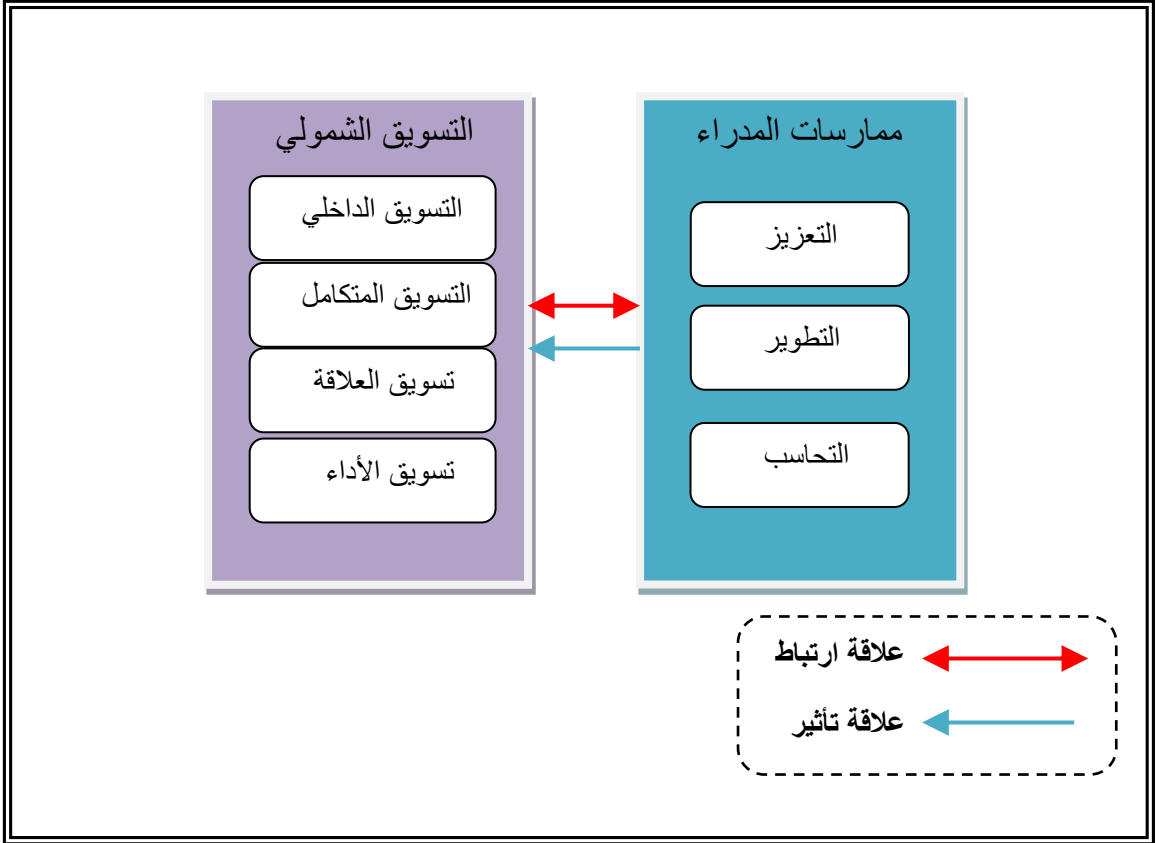 ممارسات المدراء
التعزيز
التطوير
التحاسب
التسويق الشمولي
التسويق الداخلي
التسويق المتكامل
تسويق العلاقة
تسويق الأداء
علاقة ارتباط
علاقة تأثير